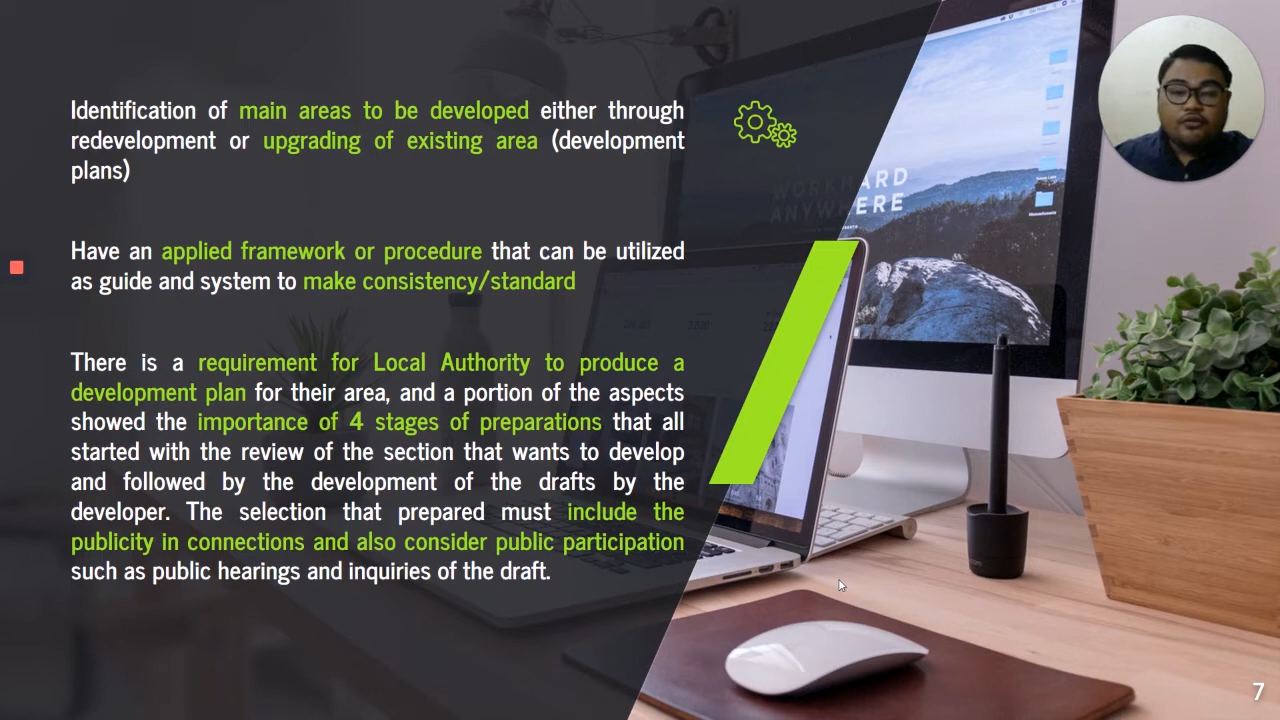 Identification of main areas to be developed either through
redevelopment or upgrading of existing area (development
plans)
Have an applied framework or procedure that can be utilized
as guide and system to make consistency/standard
There is a requirement for Local Authority to produce a
development plan for their area, and a portion of the aspects
showed the importance of 4 stages of preparations that all
started with the review of the section that wants to develop
and followed by the development of the drafts by the
developer. The selection that prepared must include the
publicity in connections and also consider public participation
such as public hearings and inquiries of the draft.
WORK HARD
ANYWHERE
7